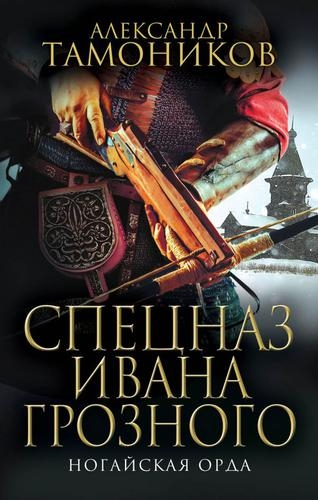 АЛЕКСАНДР
ТАМОНИКОВ
СПЕЦНАЗ
ИВАНА
ГРОЗНОГО
НОГАЙСКАЯ ОРДА